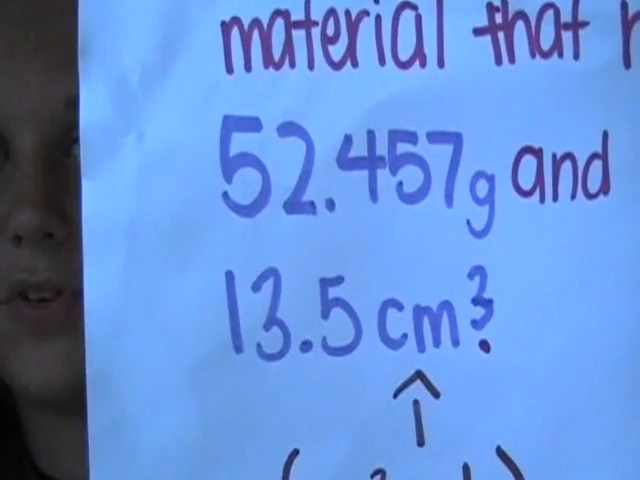 material that
52.457g and
13.5 cm³.